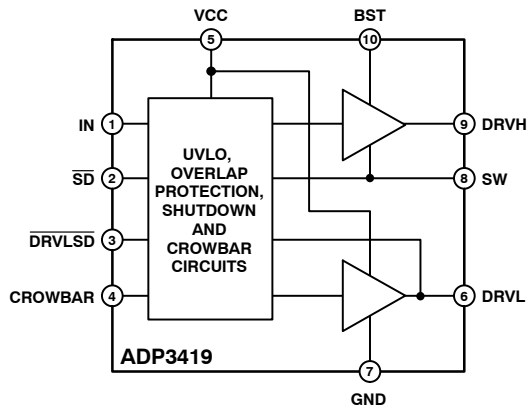 VCC
BST
5
10
IN
1
9
DRVH
UVLO,
OVERLAP
PROTECTION,
SHUTDOWN
AND
CROWBAR
CIRCUITS
SD
2
8
SW
DRVLSD
3
CROWBAR
4
6
DRVL
ADP3419
7
GND